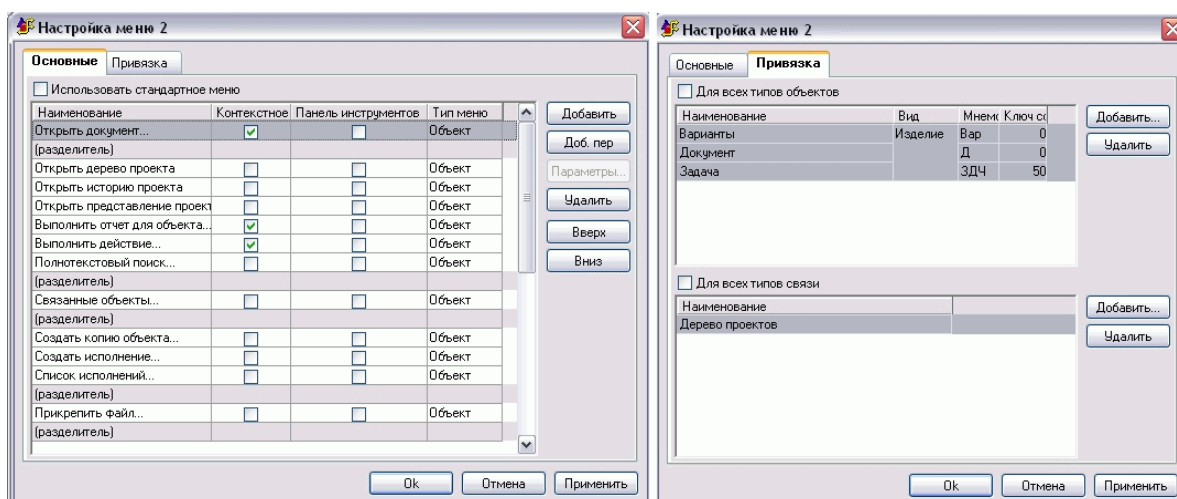 Настройка меню 2
Основные Привязка
Использовать стандартное меню
Наименование Контекстное Панель инструментов Тип меню
Открыть документ... Объект
(разделитель)
Открыть дерево проекта Объект
Открыть историю проекта Объект
Открыть представление проект Объект
Выполнить отчет для объекта... Объект
Выполнить действие... Объект
Полнотекстовый поиск... Объект
(разделитель)
Связанные объекты... Объект
(разделитель)
Создать копию объекта... Объект
Создать исполнение... Объект
Список исполнений... Объект
(разделитель)
Прикрепить файл... Объект
(разделитель)
Добавить
Доб. пер
Параметры...
Удалить
Вверх
Вниз
Ok Отмена Применить
Настройка меню 2
Основные Привязка
Для всех типов объектов
Наименование Вид Мнемо Ключ со
Варианты Изделие Вар 0
Документ Д 0
Задача ЗДЧ 50
Добавить...
Удалить
Для всех типов связи
Наименование
Дерево проектов
Добавить...
Удалить
Ok Отмена Применить